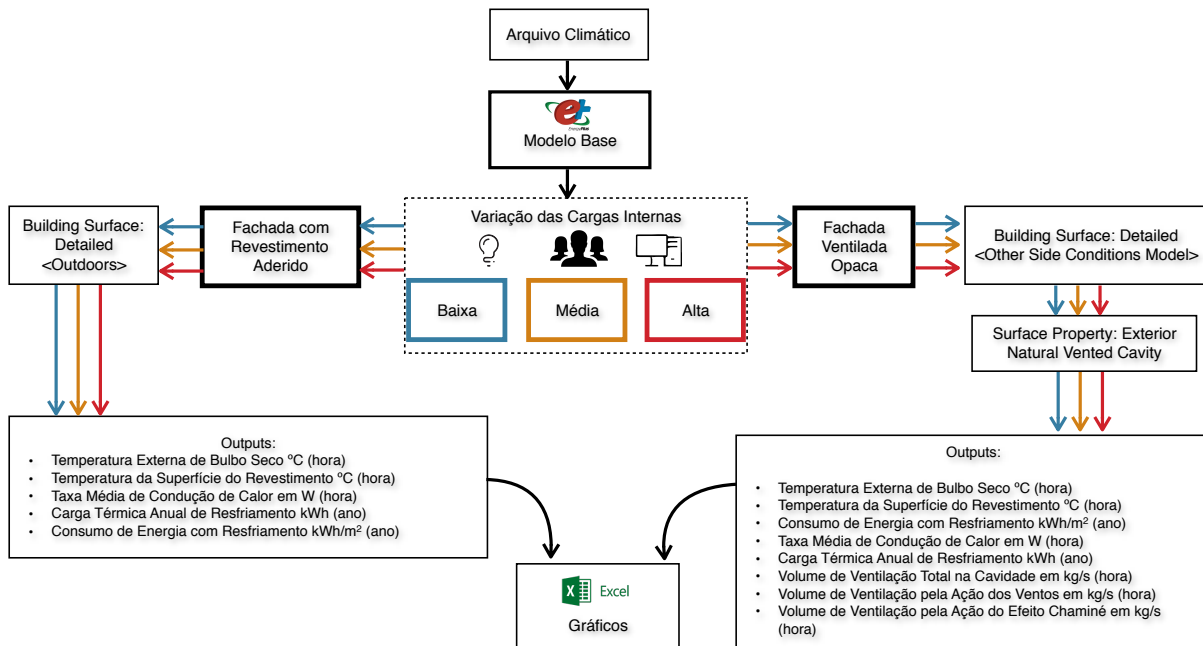 Arquivo Climático
e+
EnergyPlus
Modelo Base
Variação das Cargas Internas
Baixa
Média
Alta
Fachada com
Revestimento
Aderido
Building Surface:
Detailed
<Outdoors>
Fachada
Ventilada
Opaca
Building Surface: Detailed
<Other Side Conditions Model>
Surface Property: Exterior
Natural Vented Cavity
Outputs:
• Temperatura Externa de Bulbo Seco ºC (hora)
• Temperatura da Superfície do Revestimento ºC (hora)
• Taxa Média de Condução de Calor em W (hora)
• Carga Térmica Anual de Resfriamento kWh (ano)
• Consumo de Energia com Resfriamento kWh/m² (ano)
Outputs:
• Temperatura Externa de Bulbo Seco ºC (hora)
• Temperatura da Superfície do Revestimento ºC (hora)
• Consumo de Energia com Resfriamento kWh/m² (ano)
• Taxa Média de Condução de Calor em W (hora)
• Carga Térmica Anual de Resfriamento kWh (ano)
• Volume de Ventilação Total na Cavidade em kg/s (hora)
• Volume de Ventilação pela Ação dos Ventos em kg/s (hora)
• Volume de Ventilação pela Ação do Efeito Chaminé em kg/s
(hora)
X Excel
Gráficos